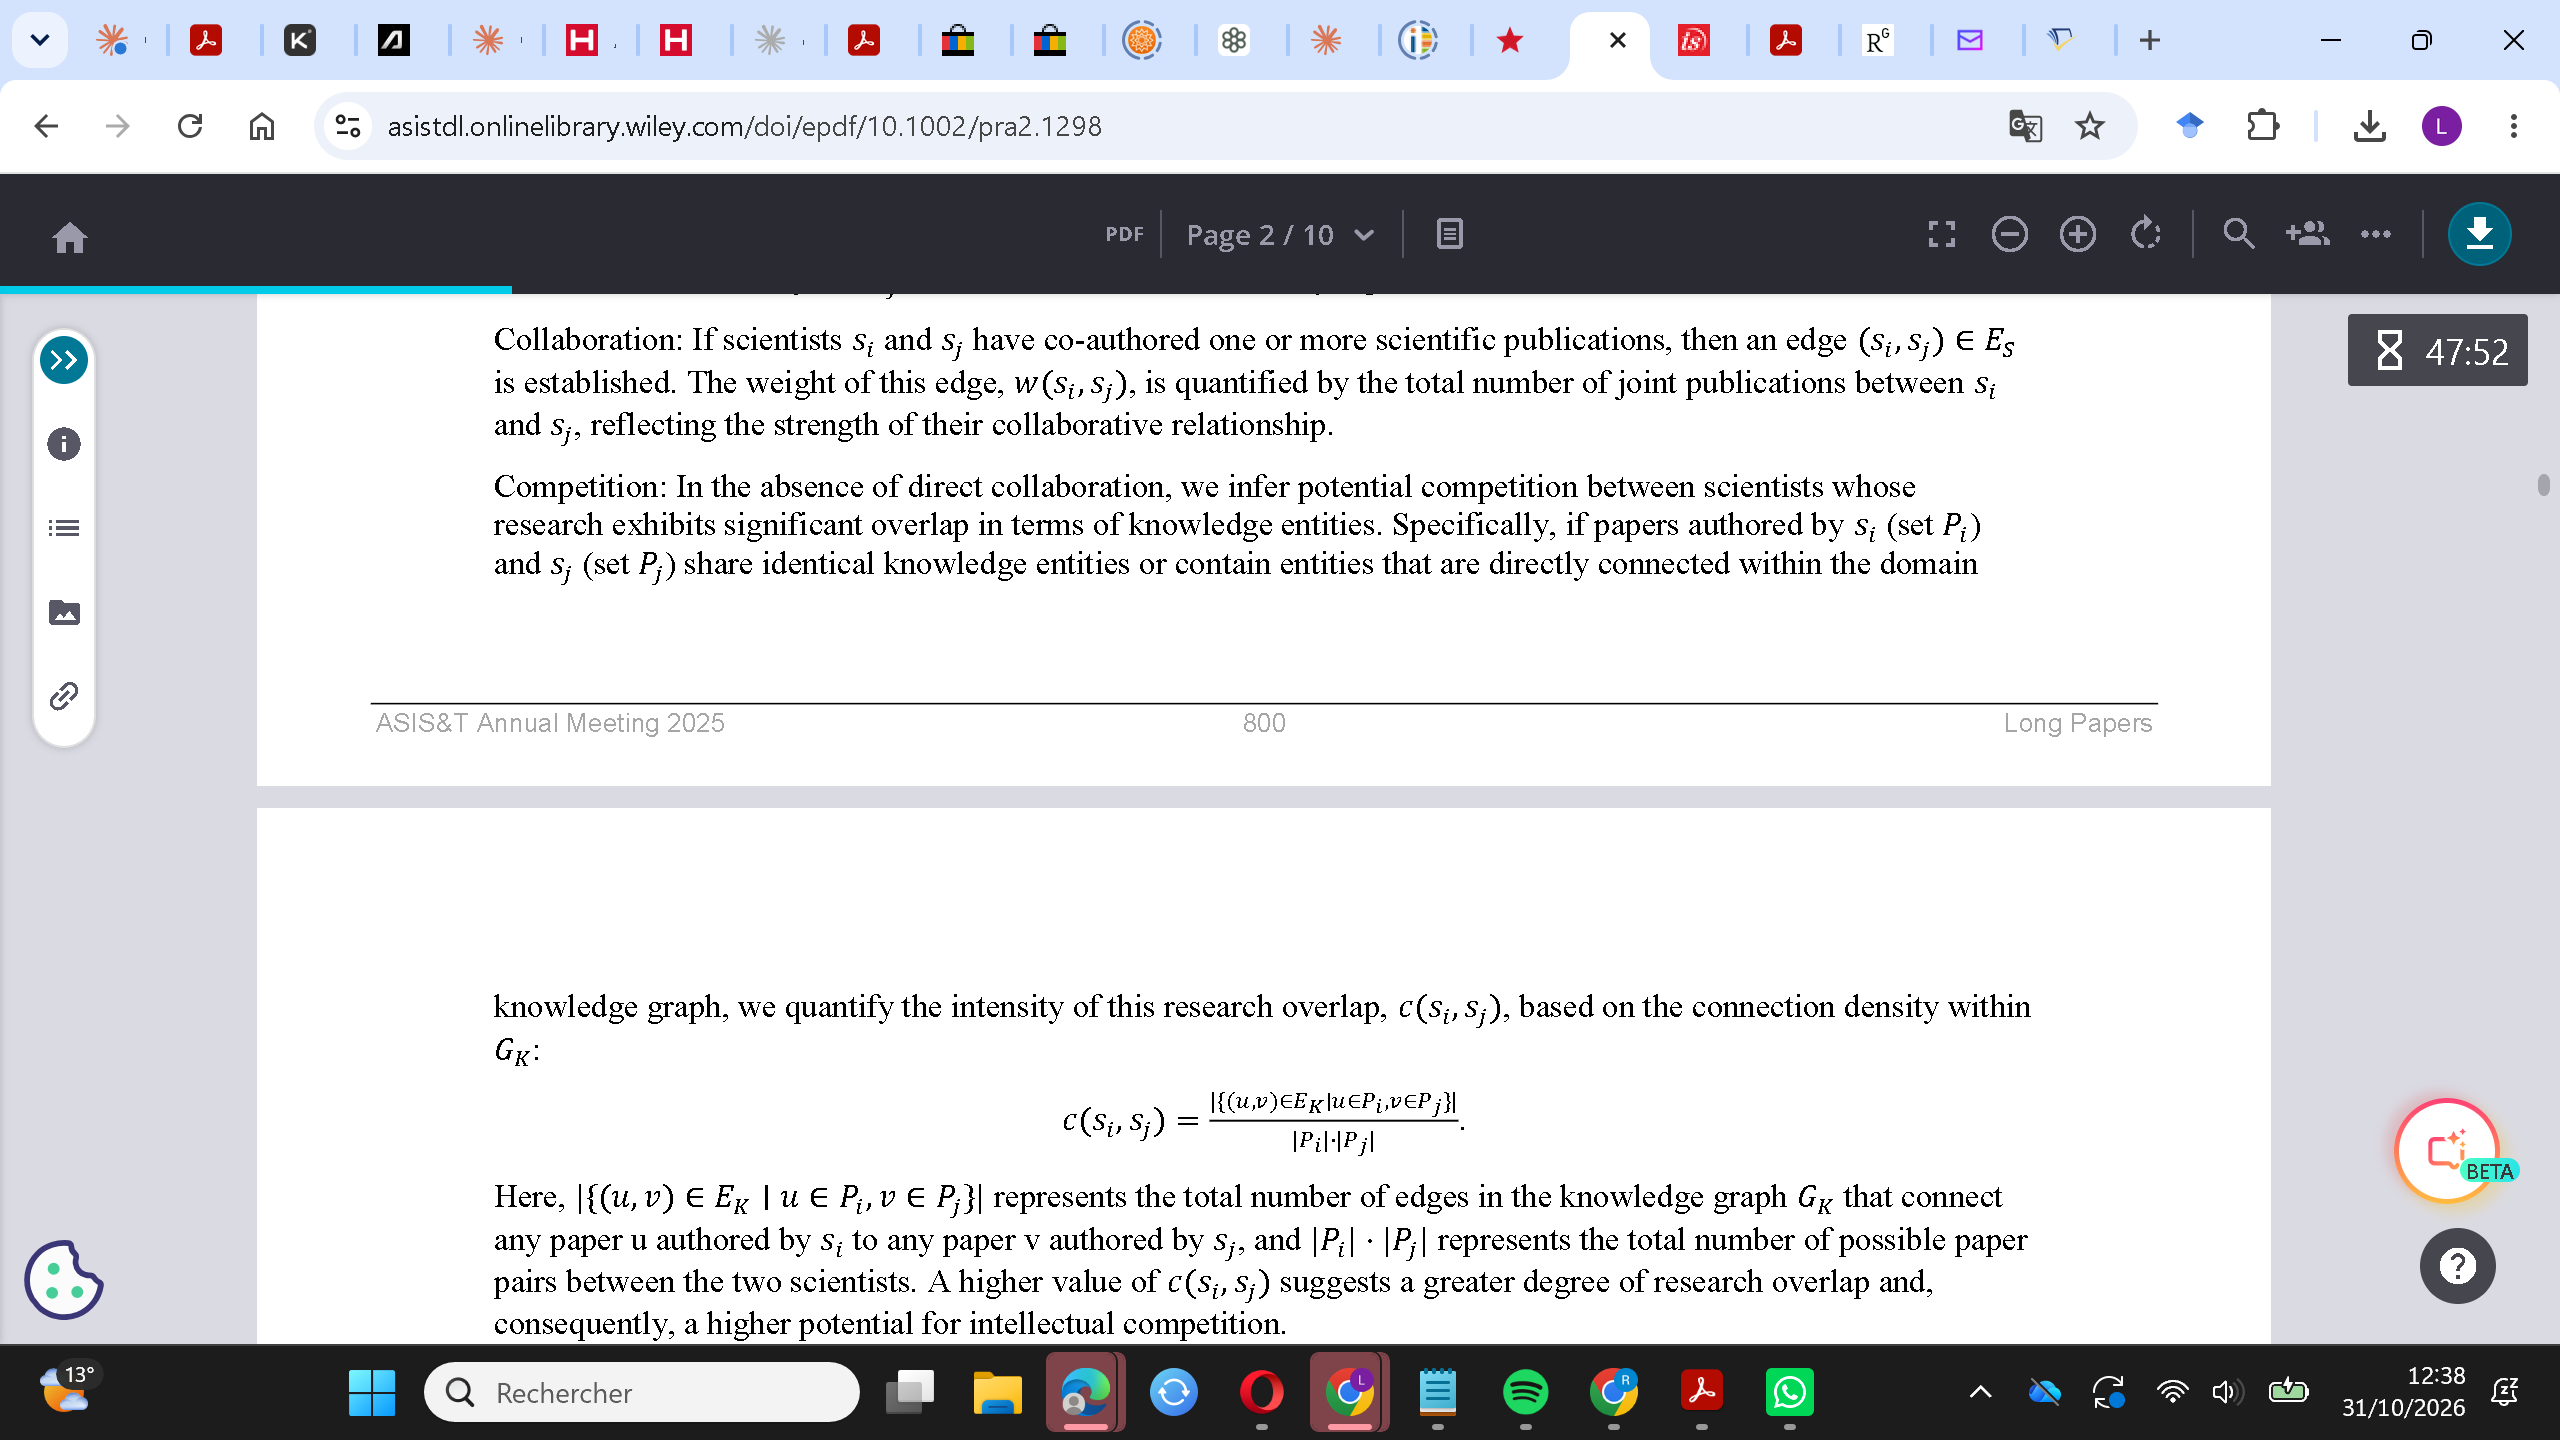 asistdl.onlinelibrary.wiley.com/doi/epdf/10.1002/pra2.1298
L
PDF
Page 2 / 10
47:52
Collaboration: If scientists sᵢ and sⱼ have co-authored one or more scientific publications, then an edge (sᵢ, sⱼ) ∈ E_S
is established. The weight of this edge, w(sᵢ, sⱼ), is quantified by the total number of joint publications between sᵢ
and sⱼ, reflecting the strength of their collaborative relationship.
Competition: In the absence of direct collaboration, we infer potential competition between scientists whose
research exhibits significant overlap in terms of knowledge entities. Specifically, if papers authored by sᵢ (set Pᵢ)
and sⱼ (set Pⱼ) share identical knowledge entities or contain entities that are directly connected within the domain
ASIS&T Annual Meeting 2025 800 Long Papers
knowledge graph, we quantify the intensity of this research overlap, c(sᵢ, sⱼ), based on the connection density within
G_K:
c(sᵢ, sⱼ) = |{(u,v)∈E_K|u∈Pᵢ,v∈Pⱼ}| / |Pᵢ|·|Pⱼ|.
Here, |{(u, v) ∈ E_K | u ∈ Pᵢ, v ∈ Pⱼ}| represents the total number of edges in the knowledge graph G_K that connect
any paper u authored by sᵢ to any paper v authored by sⱼ, and |Pᵢ| · |Pⱼ| represents the total number of possible paper
pairs between the two scientists. A higher value of c(sᵢ, sⱼ) suggests a greater degree of research overlap and,
consequently, a higher potential for intellectual competition.
BETA
13°
Rechercher
12:38
31/10/2026